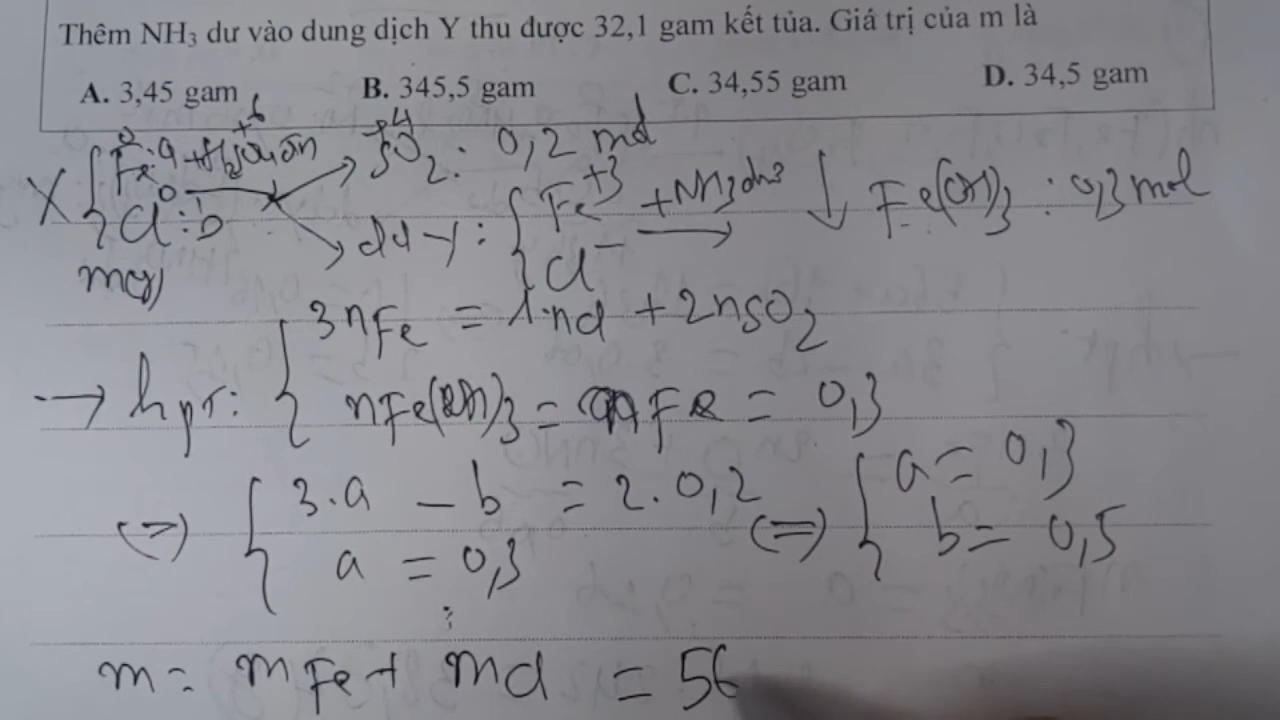 Thêm NH₃ dư vào dung dịch Y thu được 32,1 gam kết tủa. Giá trị của m là
A. 3,45 gam B. 345,5 gam C. 34,55 gam D. 34,5 gam
+6 +4
X { Fe: a → SO₂: 0,2 mol
Cl: b → dd Y: { Fe⁺³ Cl⁻ +NH₃ dư → ↓ Fe(OH)₃: 0,3 mol
m(g)
→ hpt: { 3nFe = 1.nCl + 2nSO₂
nFe(OH)₃ = nFe = 0,3
⇔ { 3.a - b = 2.0,2 ⇔ { a = 0,3
a = 0,3 b = 0,5
m = mFe + mCl = 56